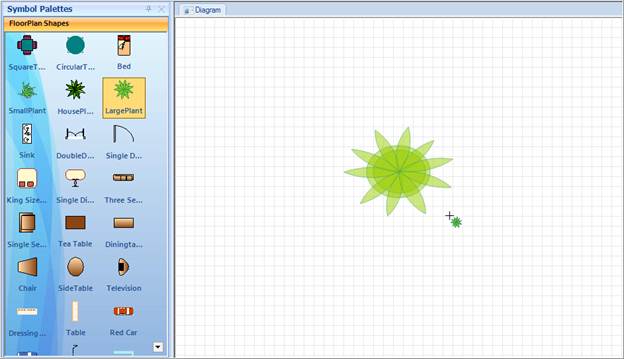 Symbol Palettes
FloorPlan Shapes
SquareT... CircularT... Bed
SmallPlant HousePl... LargePlant
Sink DoubleD... Single D...
King Size... Single Di... Three Se...
Single Se... Tea Table Diningta...
Chair SideTable Television
Dressing ... Table Red Car
Diagram